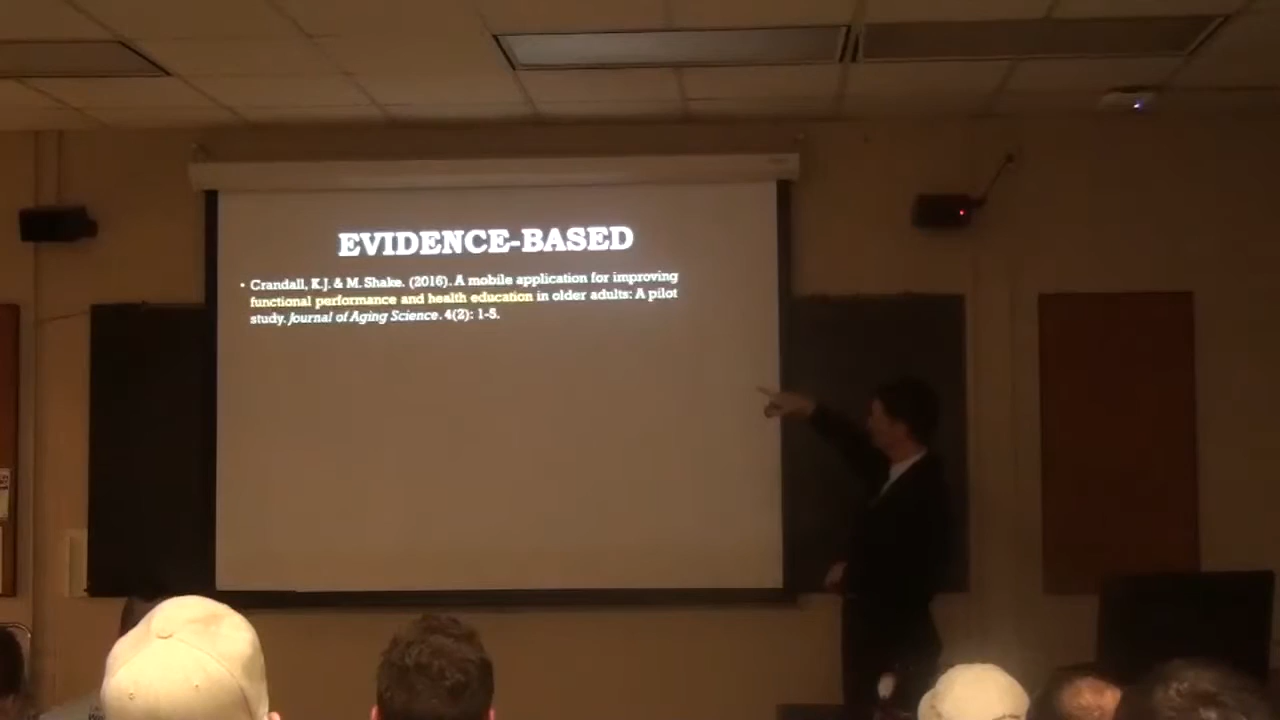 EVIDENCE-BASED
• Crandall, K.J. & M. Shake. (2016). A mobile application for improving
functional performance and health education in older adults: A pilot
study. Journal of Aging Science. 4(2): 1-5.